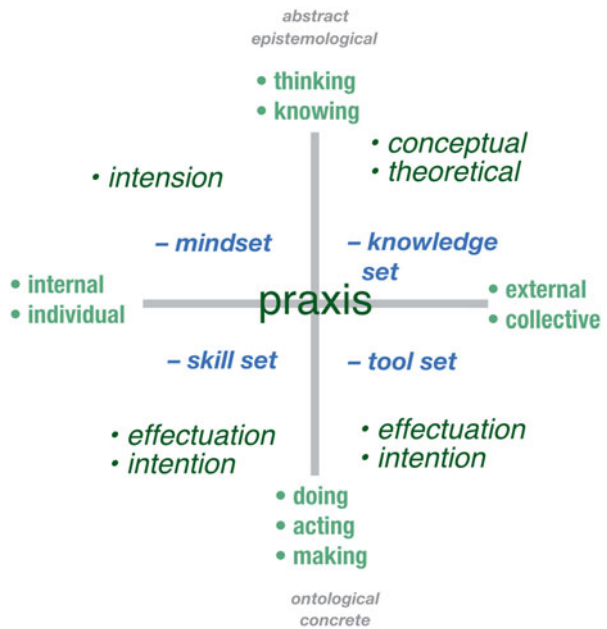 abstract
epistemological
• thinking
• knowing
• conceptual
• theoretical
• intension
– mindset
– knowledge
set
• internal
• individual
praxis
• external
• collective
– skill set
– tool set
• effectuation
• intention
• effectuation
• intention
• doing
• acting
• making
ontological
concrete